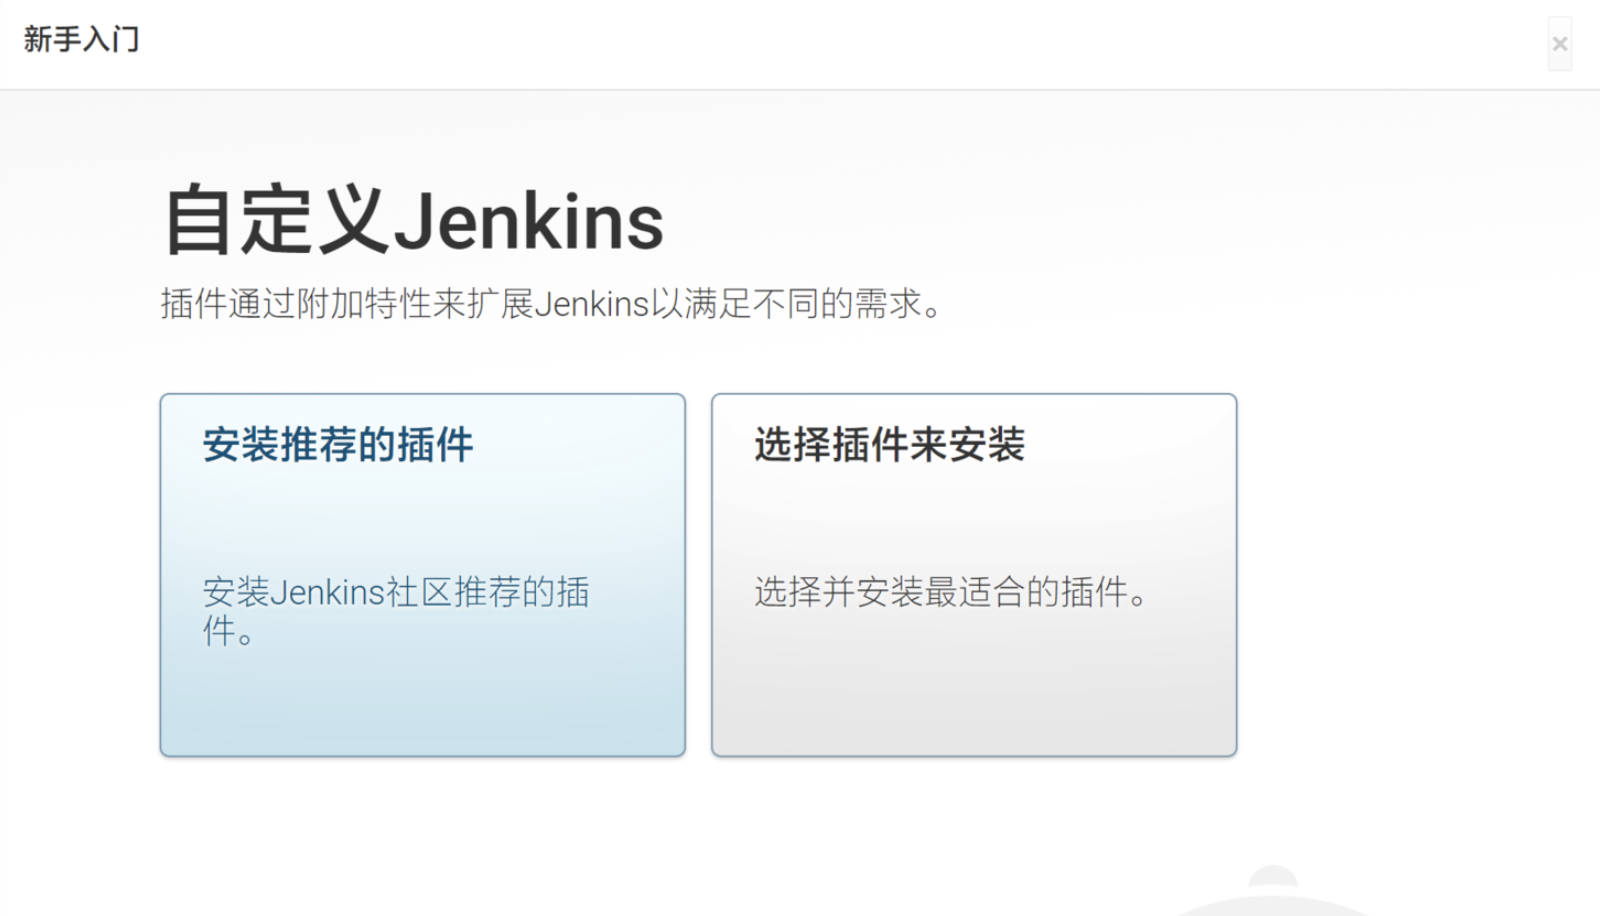 新手入门
×
自定义Jenkins
插件通过附加特性来扩展Jenkins以满足不同的需求。
安装推荐的插件
安装Jenkins社区推荐的插
件。
选择插件来安装
选择并安装最适合的插件。